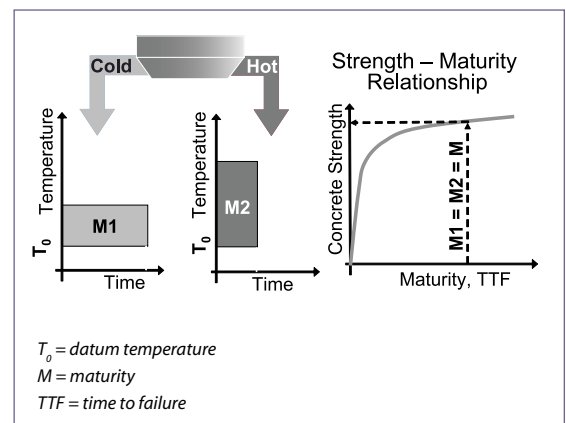 Cold
Hot
Strength – Maturity
Relationship
Temperature
T₀
M1
Time
Temperature
T₀
M2
Time
Concrete Strength
M1 = M2 = M
Maturity, TTF
T₀ = datum temperature
M = maturity
TTF = time to failure